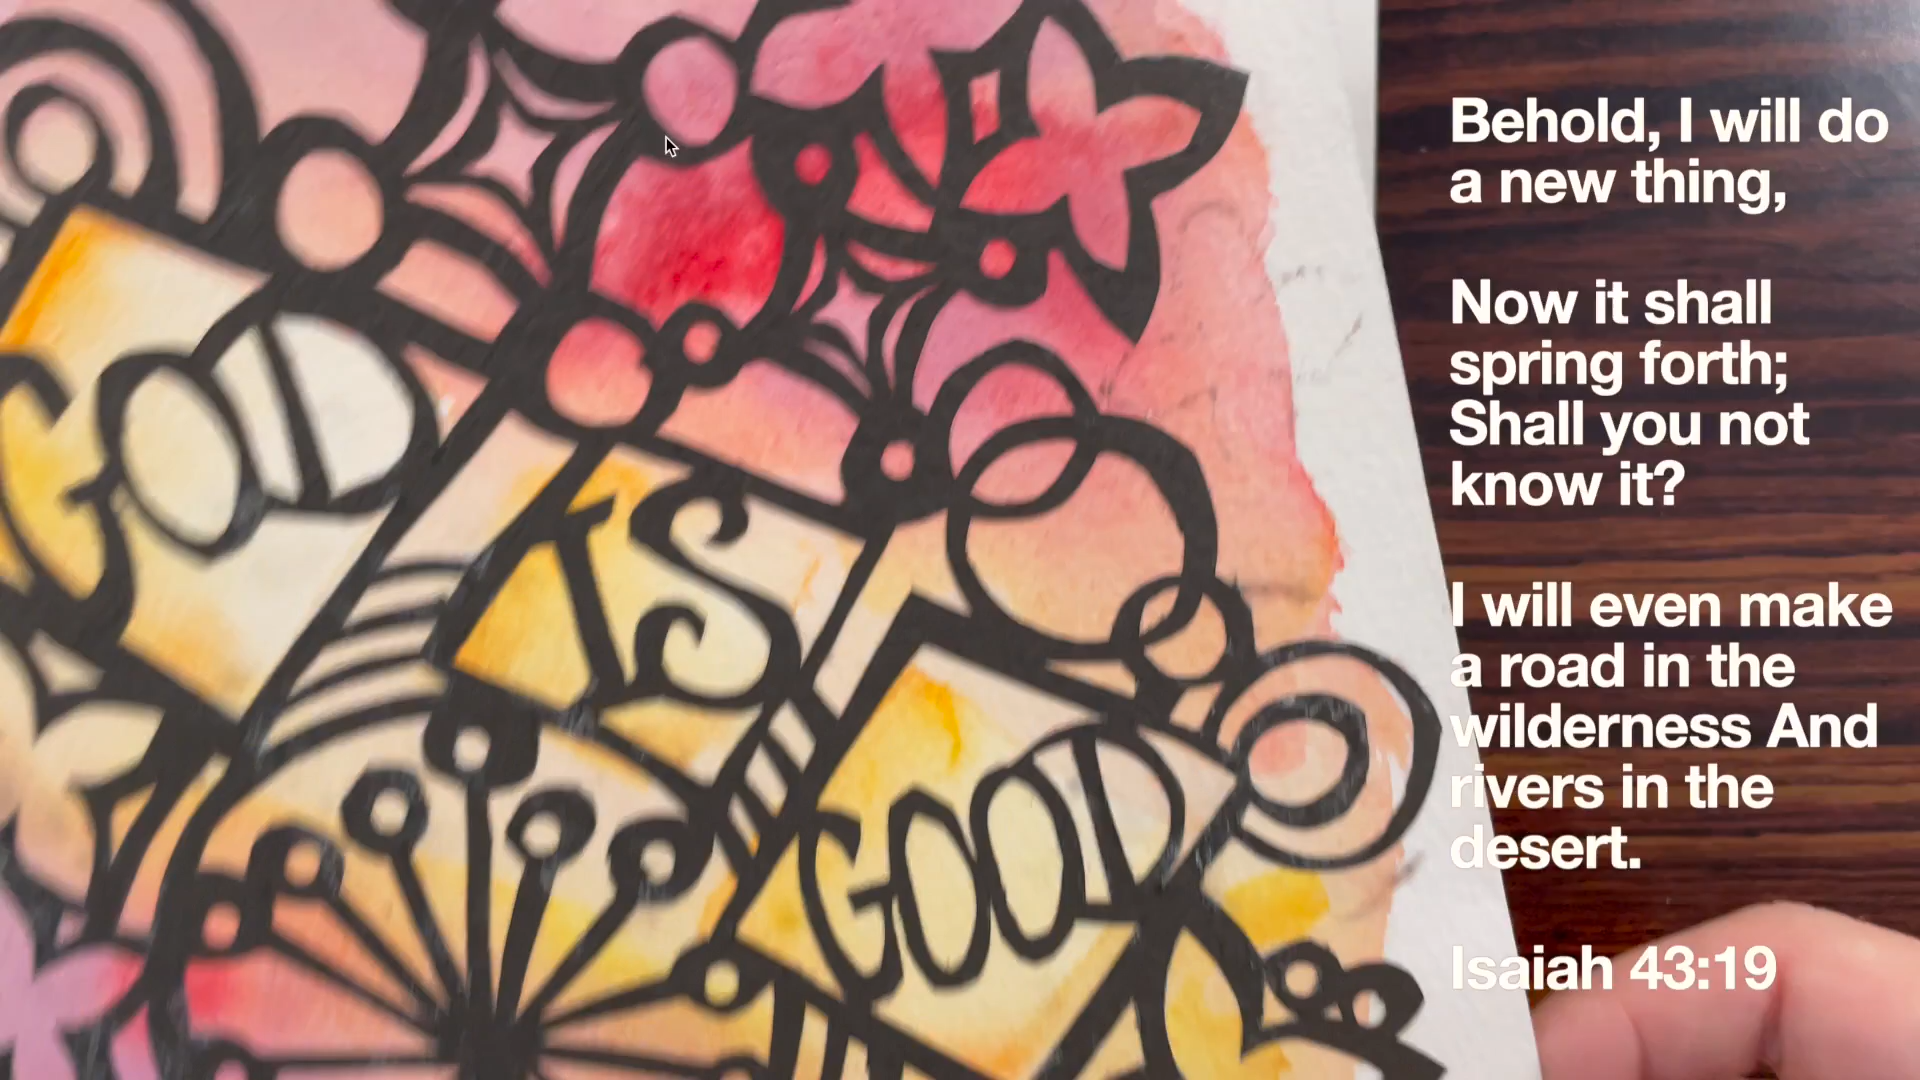 GOD
IS
GOOD
Behold, I will do
a new thing,
Now it shall
spring forth;
Shall you not
know it?
I will even make
a road in the
wilderness And
rivers in the
desert.
Isaiah 43:19